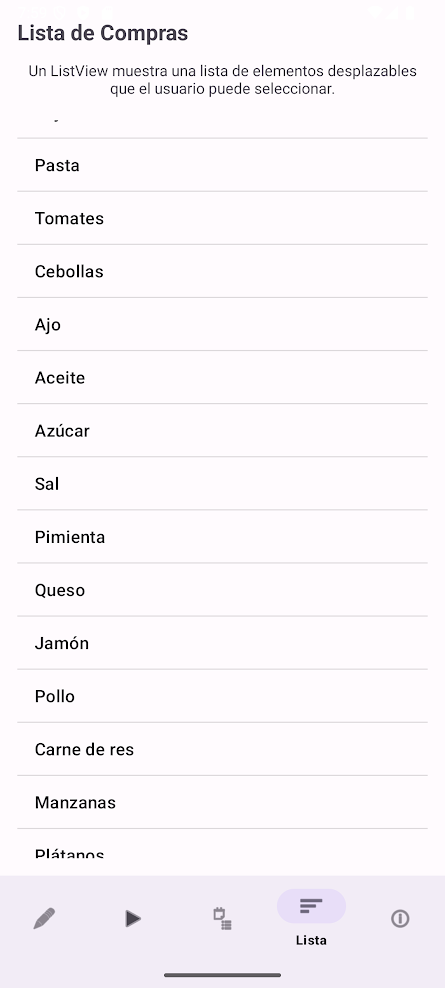 Lista de Compras
Un ListView muestra una lista de elementos desplazables
que el usuario puede seleccionar.
Pasta
Tomates
Cebollas
Ajo
Aceite
Azúcar
Sal
Pimienta
Queso
Jamón
Pollo
Carne de res
Manzanas
Plátanos
Lista